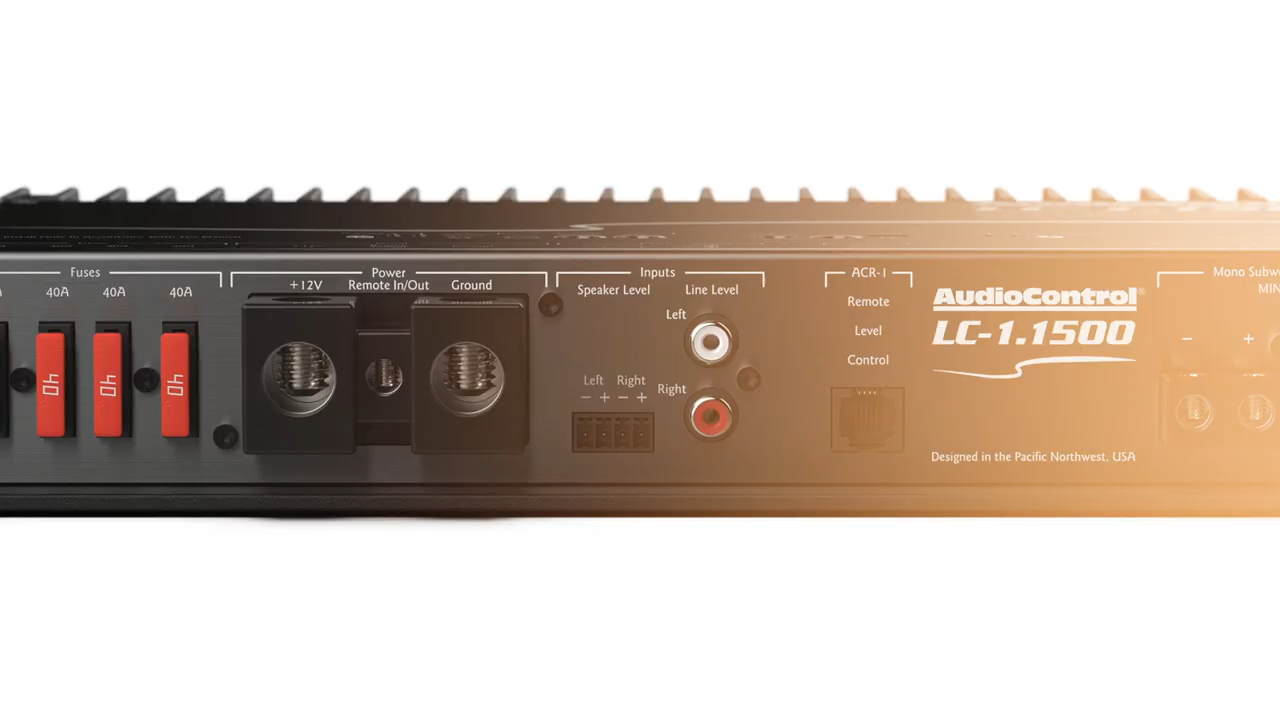 Fuses
40A
40A
40A
40
40
40
Power
+12V
Remote In/Out
Ground
Inputs
Speaker Level
Line Level
Left
Right
Left Right
− + − +
ACR-1
Remote
Level
Control
AudioControl®
LC-1.1500
Designed in the Pacific Northwest, USA
Mono
− +